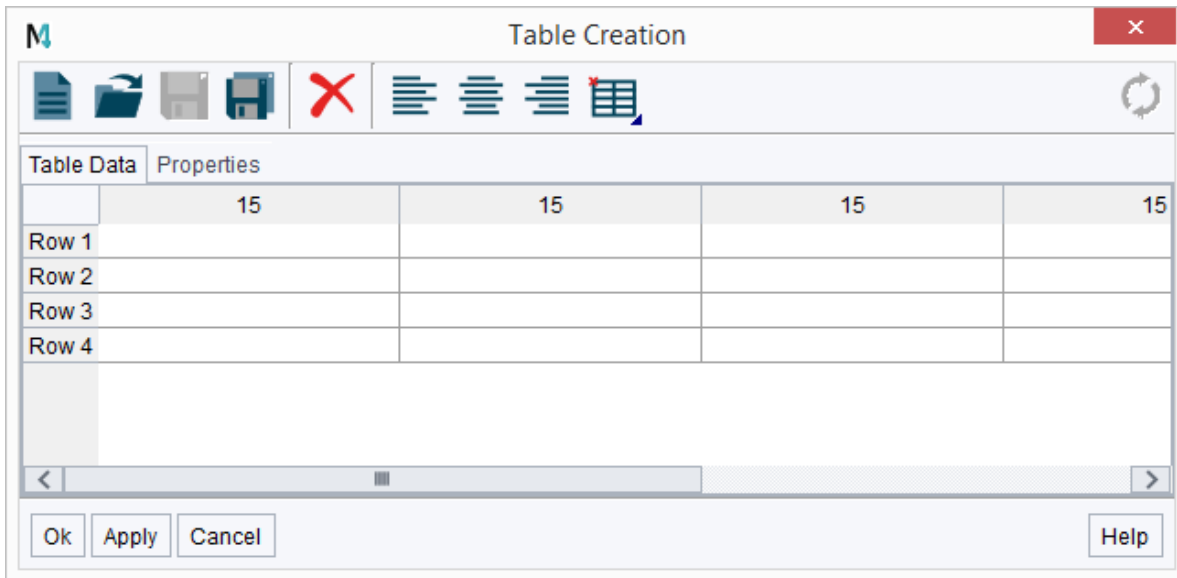 Table Creation
Table Data Properties
15 15 15 15
Row 1
Row 2
Row 3
Row 4
Ok Apply Cancel Help